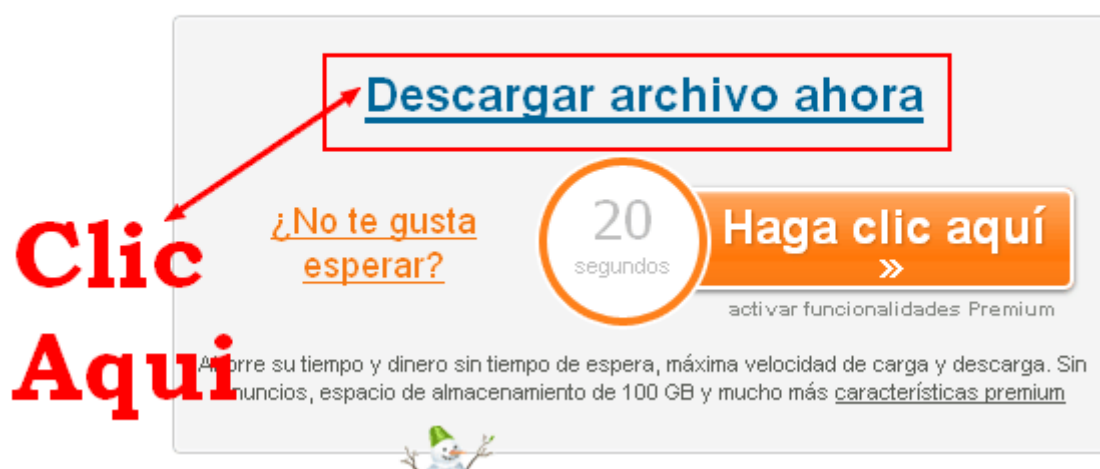 Descargar archivo ahora
¿No te gusta
esperar?
20
segundos
Haga clic aquí
»
activar funcionalidades Premium
Clic
Aqui
su tiempo y dinero sin tiempo de espera, máxima velocidad de carga y descarga. Sin
espacio de almacenamiento de 100 GB y mucho más características premium